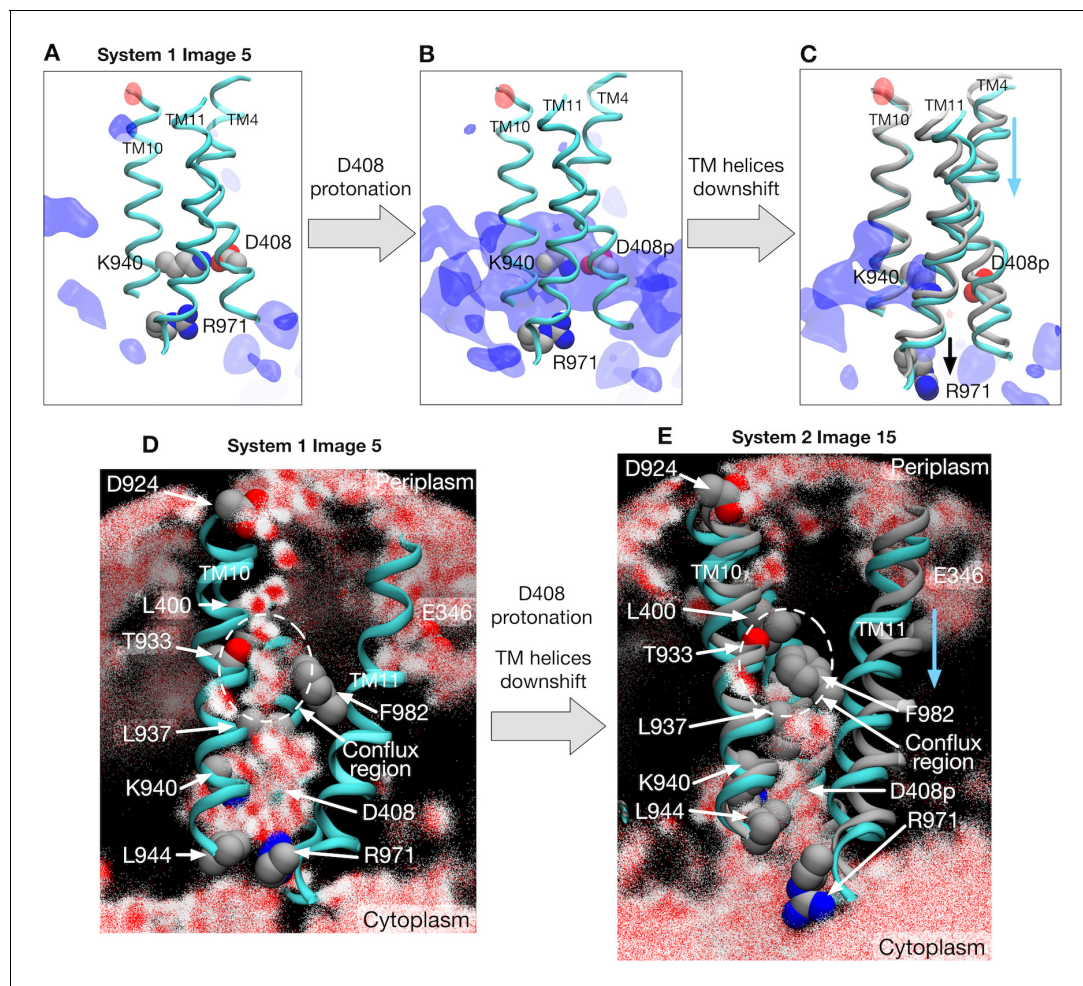 A System 1 Image 5
TM10
TM11
TM4
TM10
K940
D408
R971
D408
protonation
B
TM11
TM4
TM10
K940
D408p
R971
TM helices
downshift
C
TM4
TM11
TM10
K940
D408p
R971
D
System 1 Image 5
D924
Periplasm
TM10
L400
E346
T933
TM11
F982
L937
Conflux
region
K940
D408
L944
R971
Cytoplasm
D408
protonation
TM helices
downshift
E
System 2 Image 15
D924
Periplasm
TM10
E346
L400
TM11
T933
F982
L937
Conflux
region
K940
D408p
L944
R971
Cytoplasm